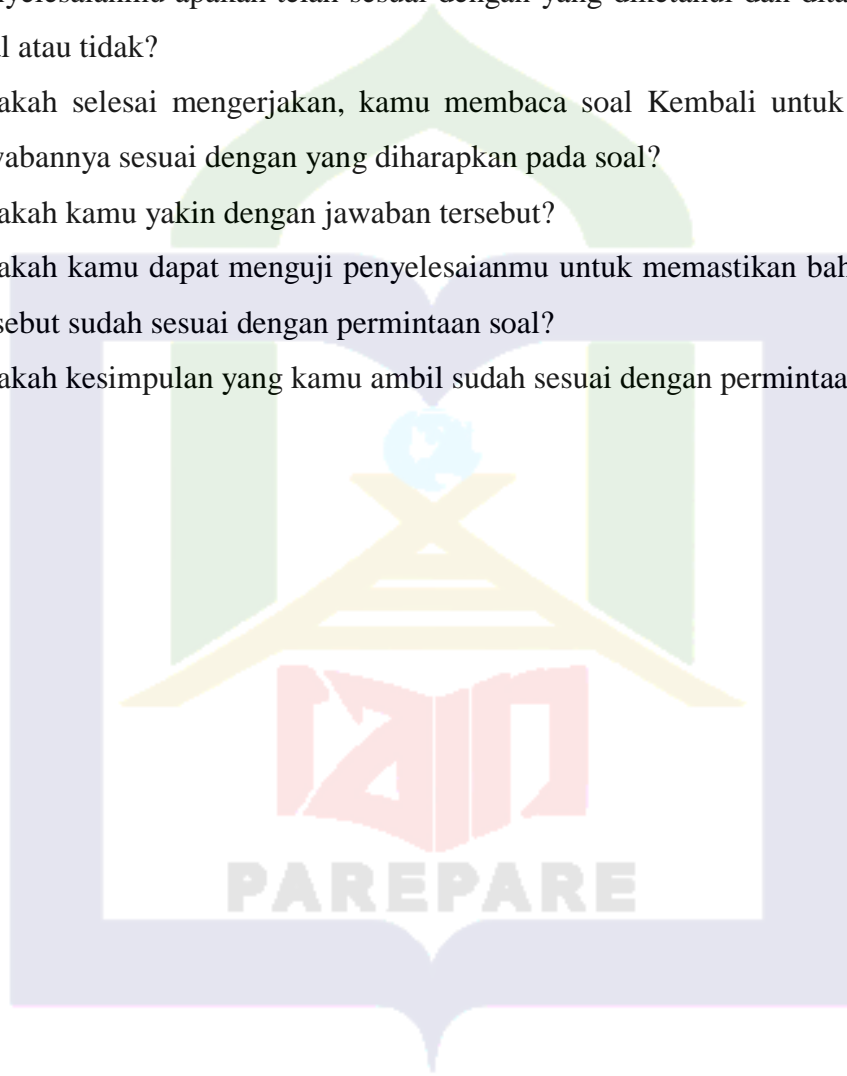 nyelesaianmu apakah telah sesuai dengan yang diketahui dan dita
l atau tidak?
akah selesai mengerjakan, kamu membaca soal Kembali untuk
vabannya sesuai dengan yang diharapkan pada soal?
akah kamu yakin dengan jawaban tersebut?
akah kamu dapat menguji penyelesaianmu untuk memastikan bah
sebut sudah sesuai dengan permintaan soal?
akah kesimpulan yang kamu ambil sudah sesuai dengan permintaa
iain
PAREPARE